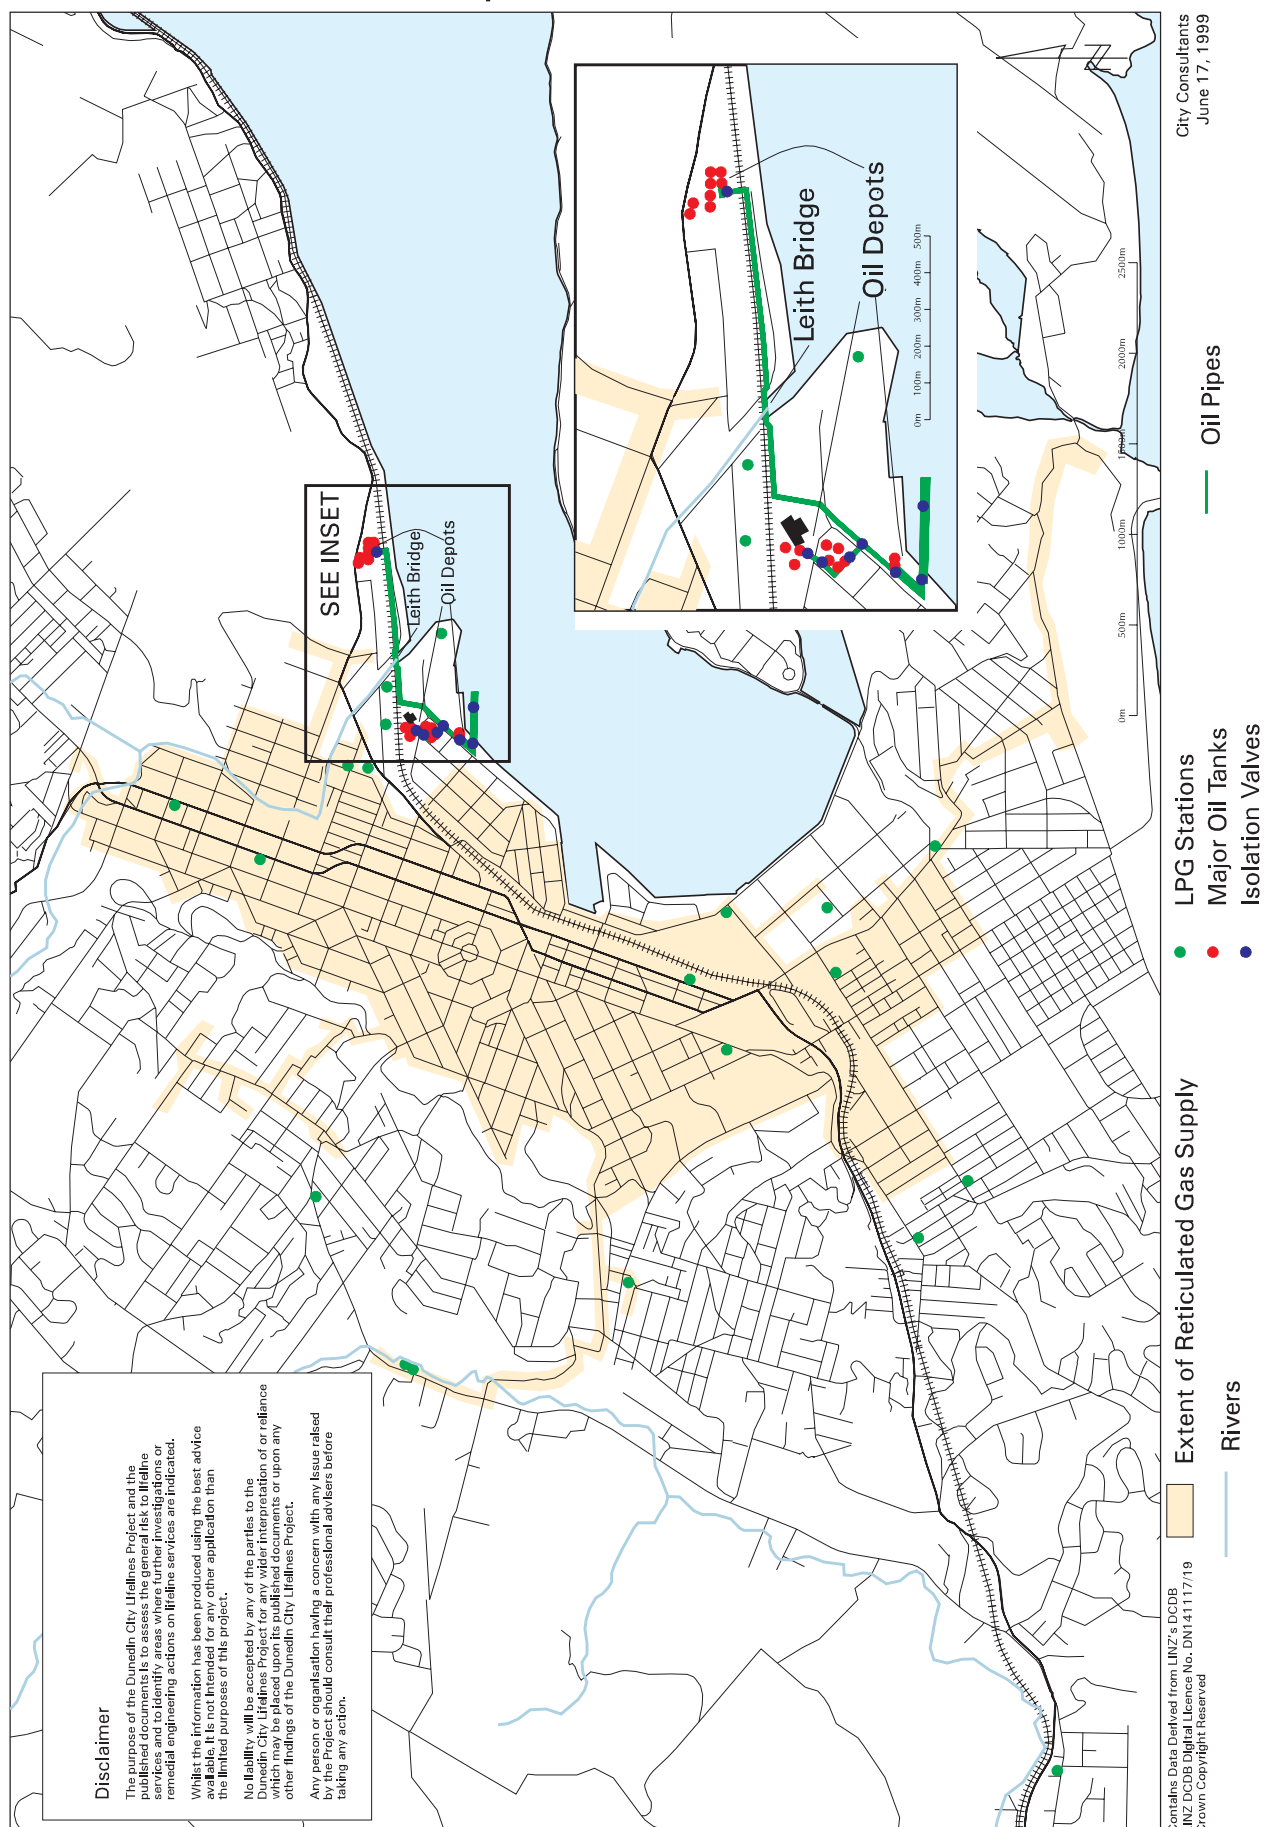 Disclaimer
The purpose of the Dunedin City Lifelines Project and the
published documents is to assess the general risk to lifeline
services and to identify areas where further investigations or
remedial engineering actions on lifeline services are indicated.
Whilst the information has been produced using the best advice
available, it is not intended for any other application than
the limited purposes of this project.
No liability will be accepted by any of the parties to the
Dunedin City Lifelines Project for any wider interpretation of or reliance
which may be placed upon its published documents or upon any
other findings of the Dunedin City Lifelines Project.
Any person or organisation having a concern with any issue raised
by the Project should consult their professional advisers before
taking any action.
SEE INSET
Leith Bridge
Oil Depots
Leith Bridge
Oil Depots
0m 100m 200m 300m 400m 500m
0m 500m 1000m 1500m 2000m 2500m
Contains Data Derived from LINZ's DCDB
LINZ DCDB Digital Licence No. DN141117/19
Crown Copyright Reserved
Extent of Reticulated Gas Supply
Rivers
LPG Stations
Major Oil Tanks
Isolation Valves
Oil Pipes
City Consultants
June 17, 1999